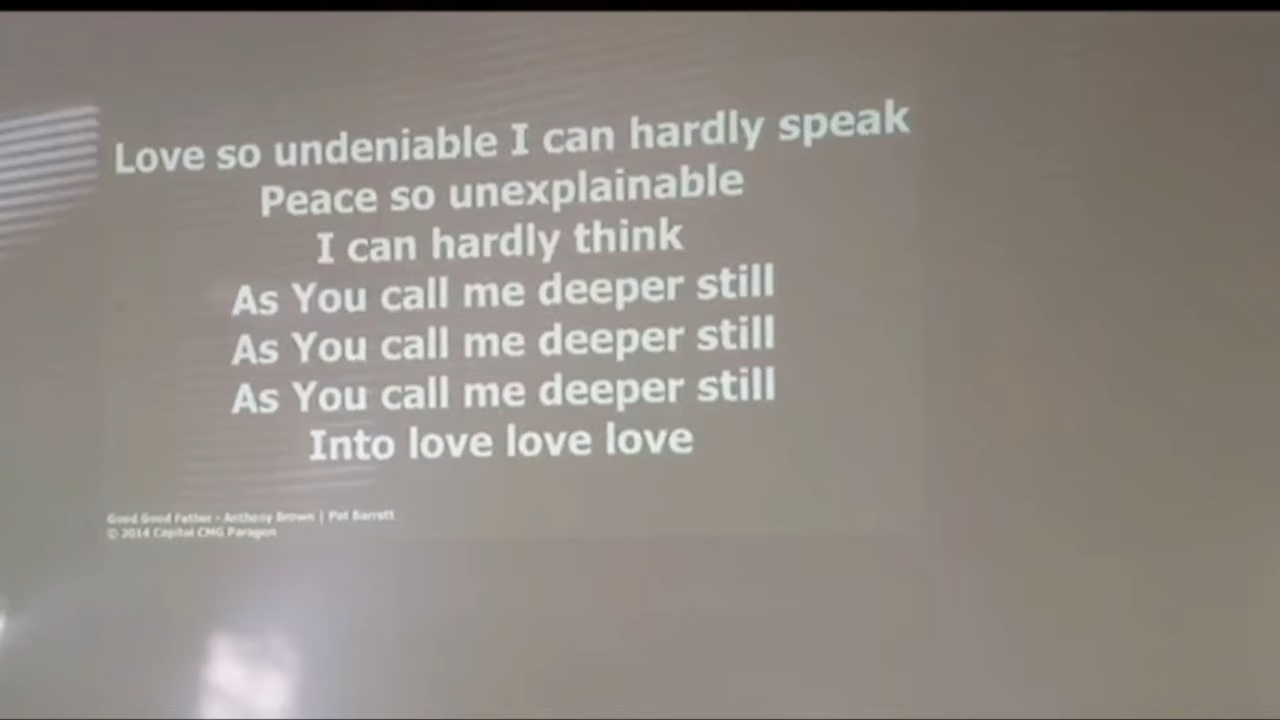 Love so undeniable I can hardly speak
Peace so unexplainable
I can hardly think
As You call me deeper still
As You call me deeper still
As You call me deeper still
Into love love love
Good Good Father - Anthony Brown | Pat Barrett
© 2014 Capitol CMG Paragon